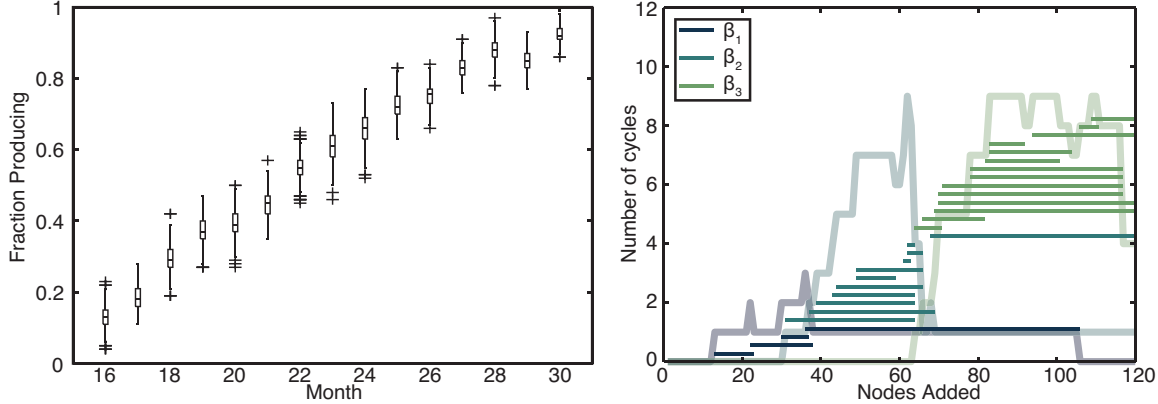 1
0.8
0.6
0.4
0.2
0
Fraction Producing
16 18 20 22 24 26 28 30
Month
12
10
8
6
4
2
0
Number of cycles
β1
β2
β3
0 20 40 60 80 100 120
Nodes Added